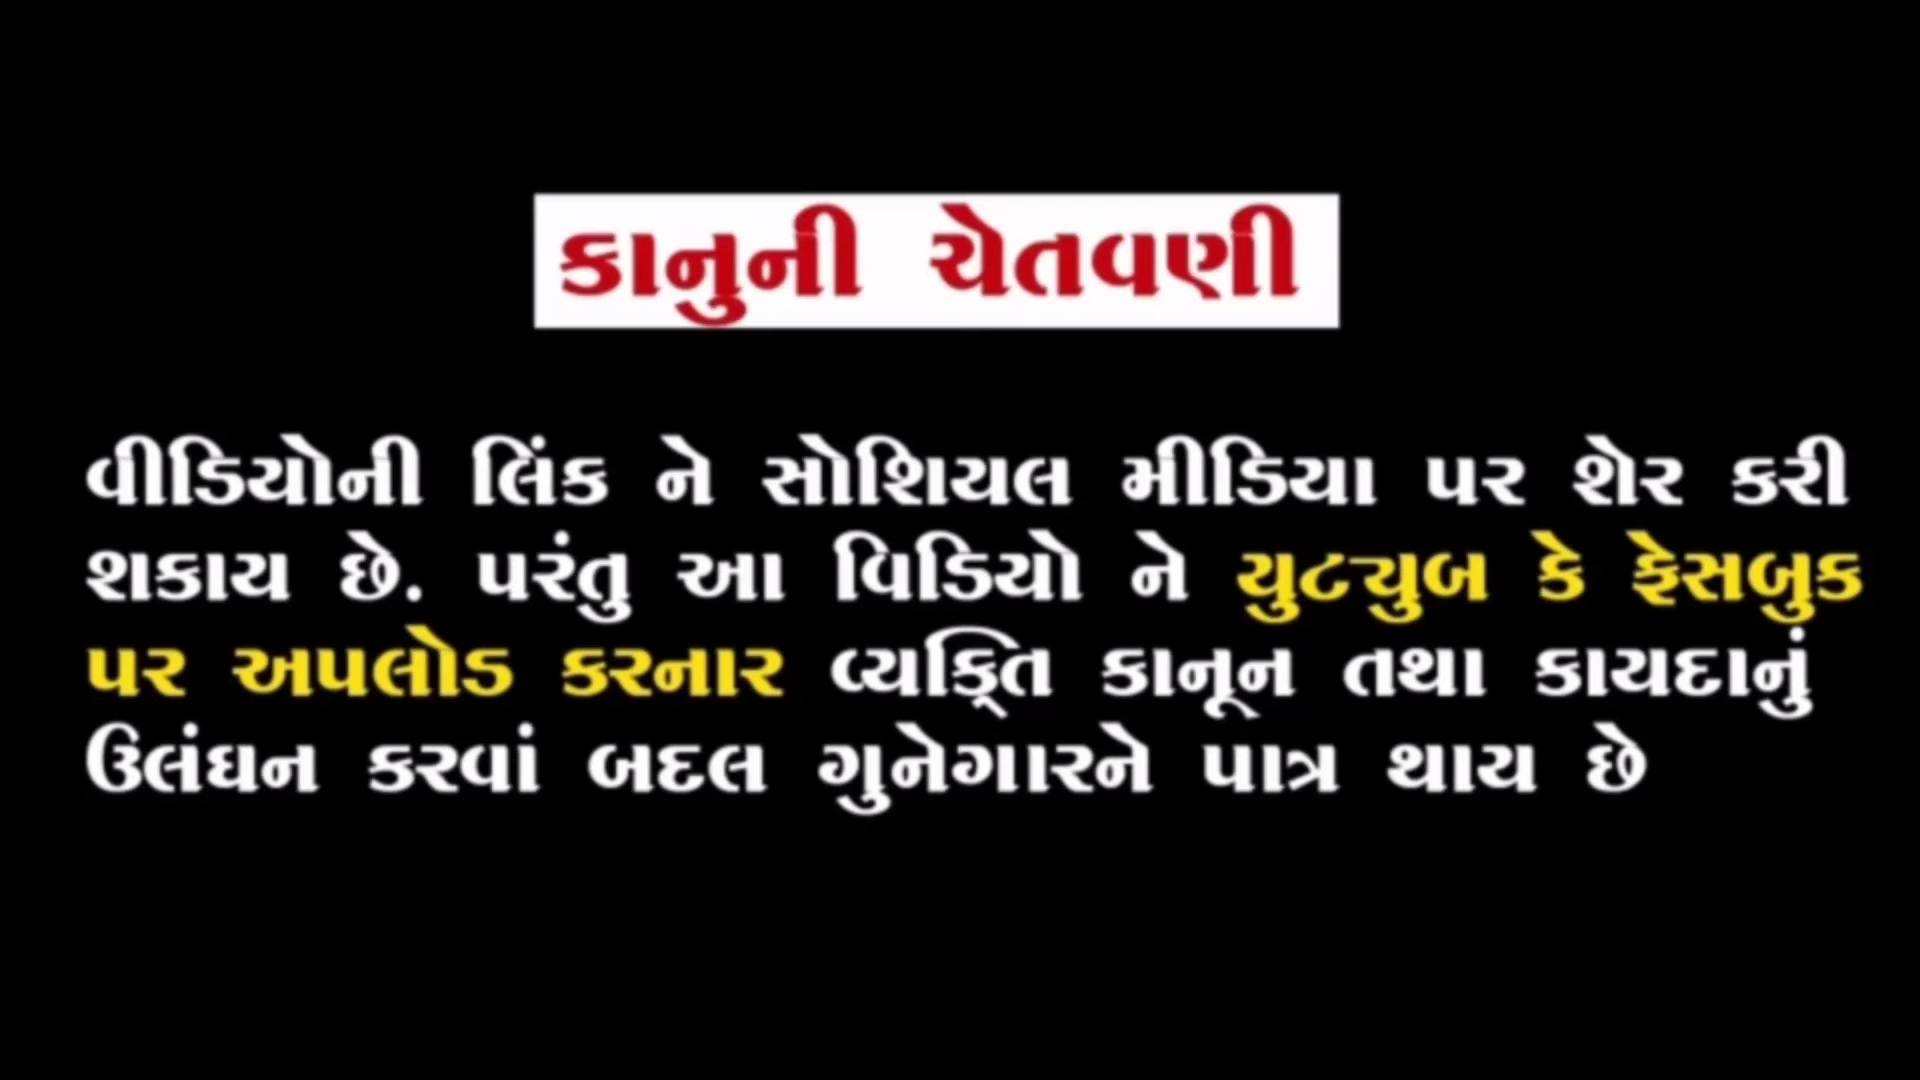 કાનુની ચેતવણી
વીડિયોની લિંક ને સોશિયલ મીડિયા પર શેર કરી
શકાય છે. પરંતુ આ વિડિયો ને યુટ્યુબ કે ફેસબુક
પર અપલોડ કરનાર વ્યક્તિ કાનૂન તથા કાયદાનું
ઉલંઘન કરવાં બદલ ગુનેગારને પાત્ર થાય છે